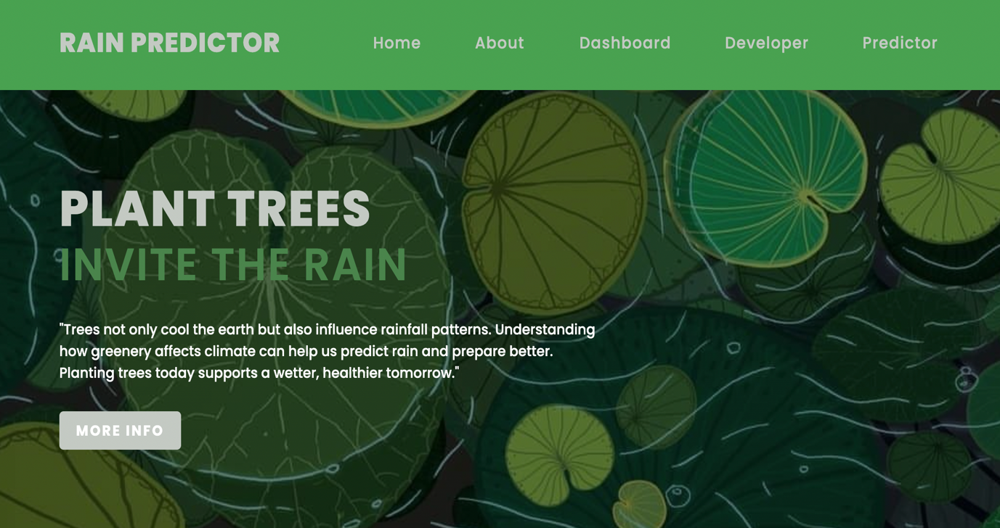 RAIN PREDICTOR
Home About Dashboard Developer Predictor
PLANT TREES
INVITE THE RAIN
"Trees not only cool the earth but also influence rainfall patterns. Understanding
how greenery affects climate can help us predict rain and prepare better.
Planting trees today supports a wetter, healthier tomorrow."
MORE INFO